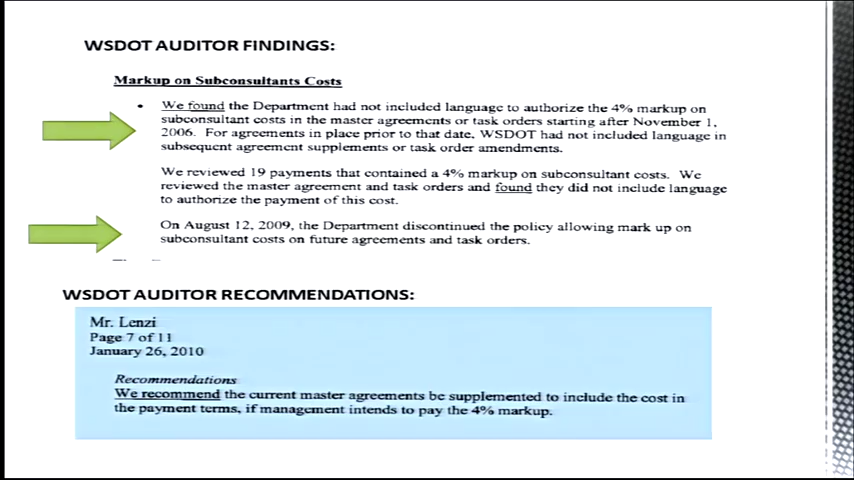 WSDOT AUDITOR FINDINGS:
Markup on Subconsultants Costs
• We found the Department had not included language to authorize the 4% markup on
subconsultant costs in the master agreements or task orders starting after November 1,
2006. For agreements in place prior to that date, WSDOT had not included language in
subsequent agreement supplements or task order amendments.
We reviewed 19 payments that contained a 4% markup on subconsultant costs. We
reviewed the master agreement and task orders and found they did not include language
to authorize the payment of this cost.
On August 12, 2009, the Department discontinued the policy allowing mark up on
subconsultant costs on future agreements and task orders.
WSDOT AUDITOR RECOMMENDATIONS:
Mr. Lenzi
Page 7 of 11
January 26, 2010
Recommendations
We recommend the current master agreements be supplemented to include the cost in
the payment terms, if management intends to pay the 4% markup.